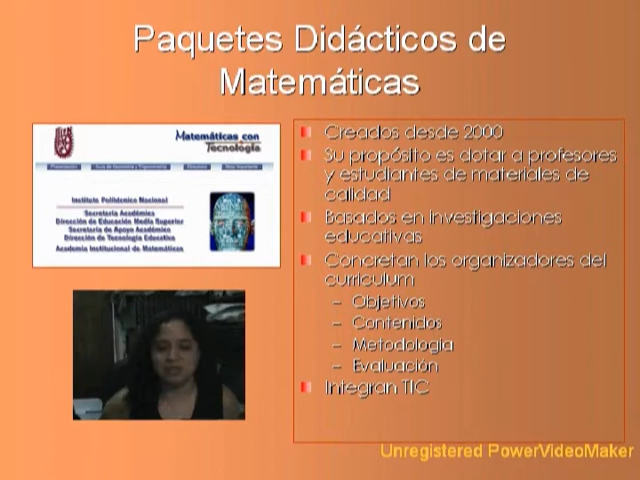 Paquetes Didácticos de
Matemáticas
Matemáticas con
Tecnología
Instituto Politécnico Nacional
Secretaría Académica
Dirección de Educación Media Superior
Secretaría de Apoyo Académico
Dirección de Tecnología Educativa
Academia Institucional de Matemáticas
Creados desde 2000
Su propósito es dotar a profesores
y estudiantes de materiales de
calidad
Basados en investigaciones
educativas
Concretan los organizadores del
curriculum
– Objetivos
– Contenidos
– Metodología
– Evaluación
Integran TIC
Unregistered PowerVideoMaker